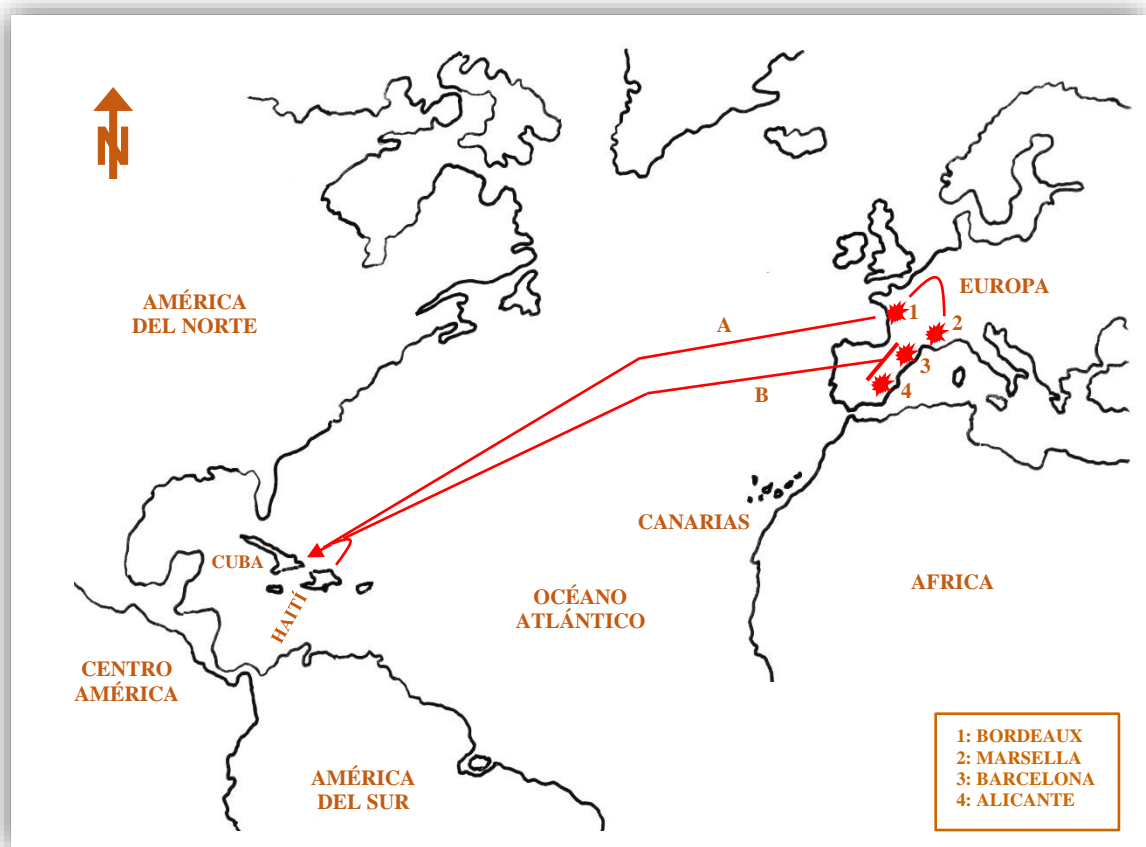 N
AMÉRICA
DEL NORTE
EUROPA
1
2
3
4
A
B
CANARIAS
CUBA
HAITÍ
OCÉANO
ATLÁNTICO
AFRICA
CENTRO
AMÉRICA
AMÉRICA
DEL SUR
1: BORDEAUX
2: MARSELLA
3: BARCELONA
4: ALICANTE